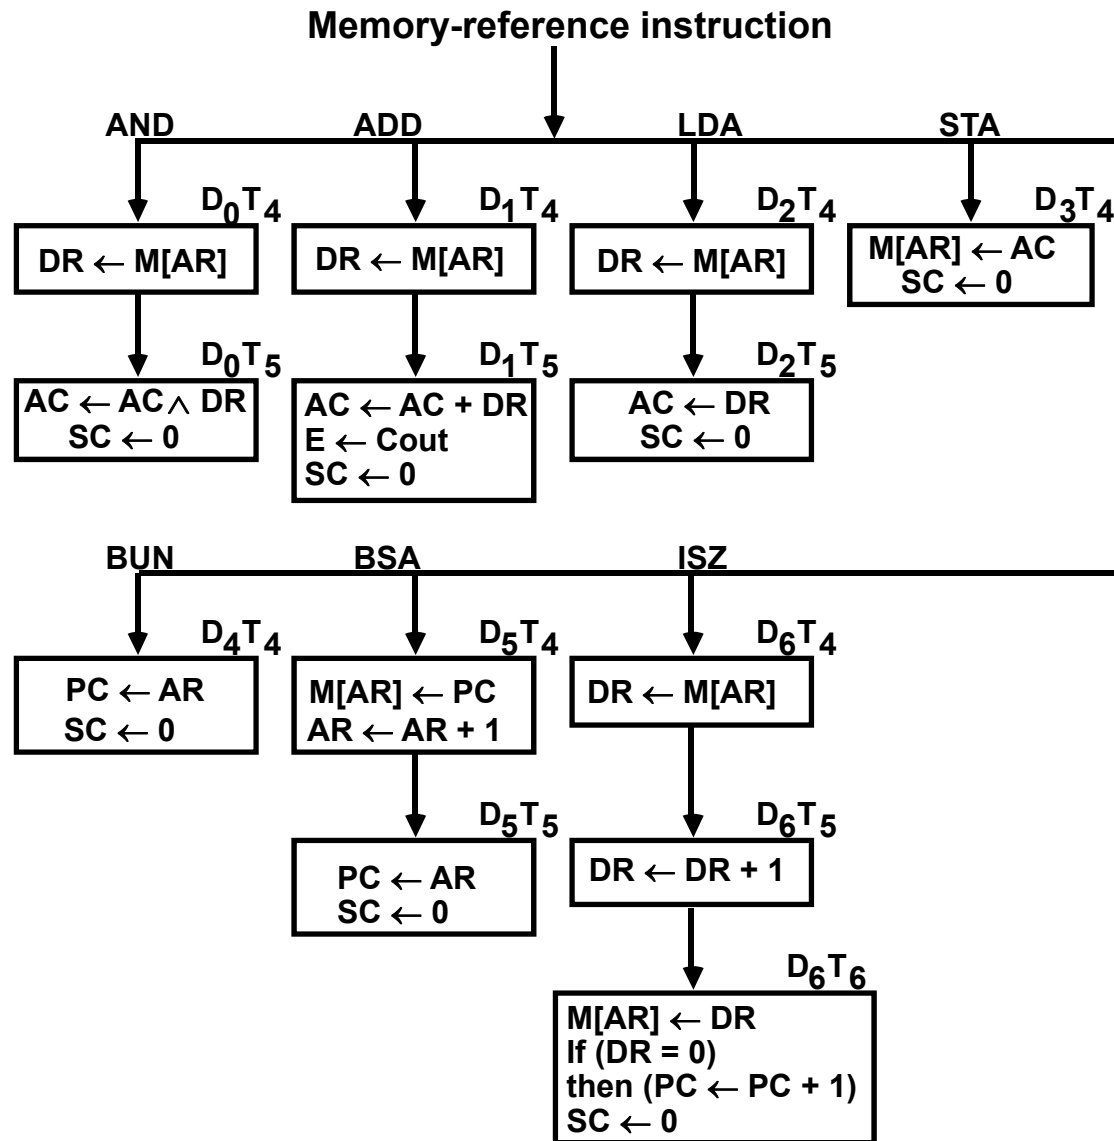 Memory-reference instruction
AND ADD LDA STA
D0T4 D1T4 D2T4 D3T4
DR ← M[AR] DR ← M[AR] DR ← M[AR] M[AR] ← AC
SC ← 0
D0T5 D1T5 D2T5
AC ← AC ∧ DR AC ← AC + DR AC ← DR
SC ← 0 E ← Cout SC ← 0
SC ← 0
BUN BSA ISZ
D4T4 D5T4 D6T4
PC ← AR M[AR] ← PC DR ← M[AR]
SC ← 0 AR ← AR + 1
D5T5 D6T5
PC ← AR DR ← DR + 1
SC ← 0
D6T6
M[AR] ← DR
If (DR = 0)
then (PC ← PC + 1)
SC ← 0